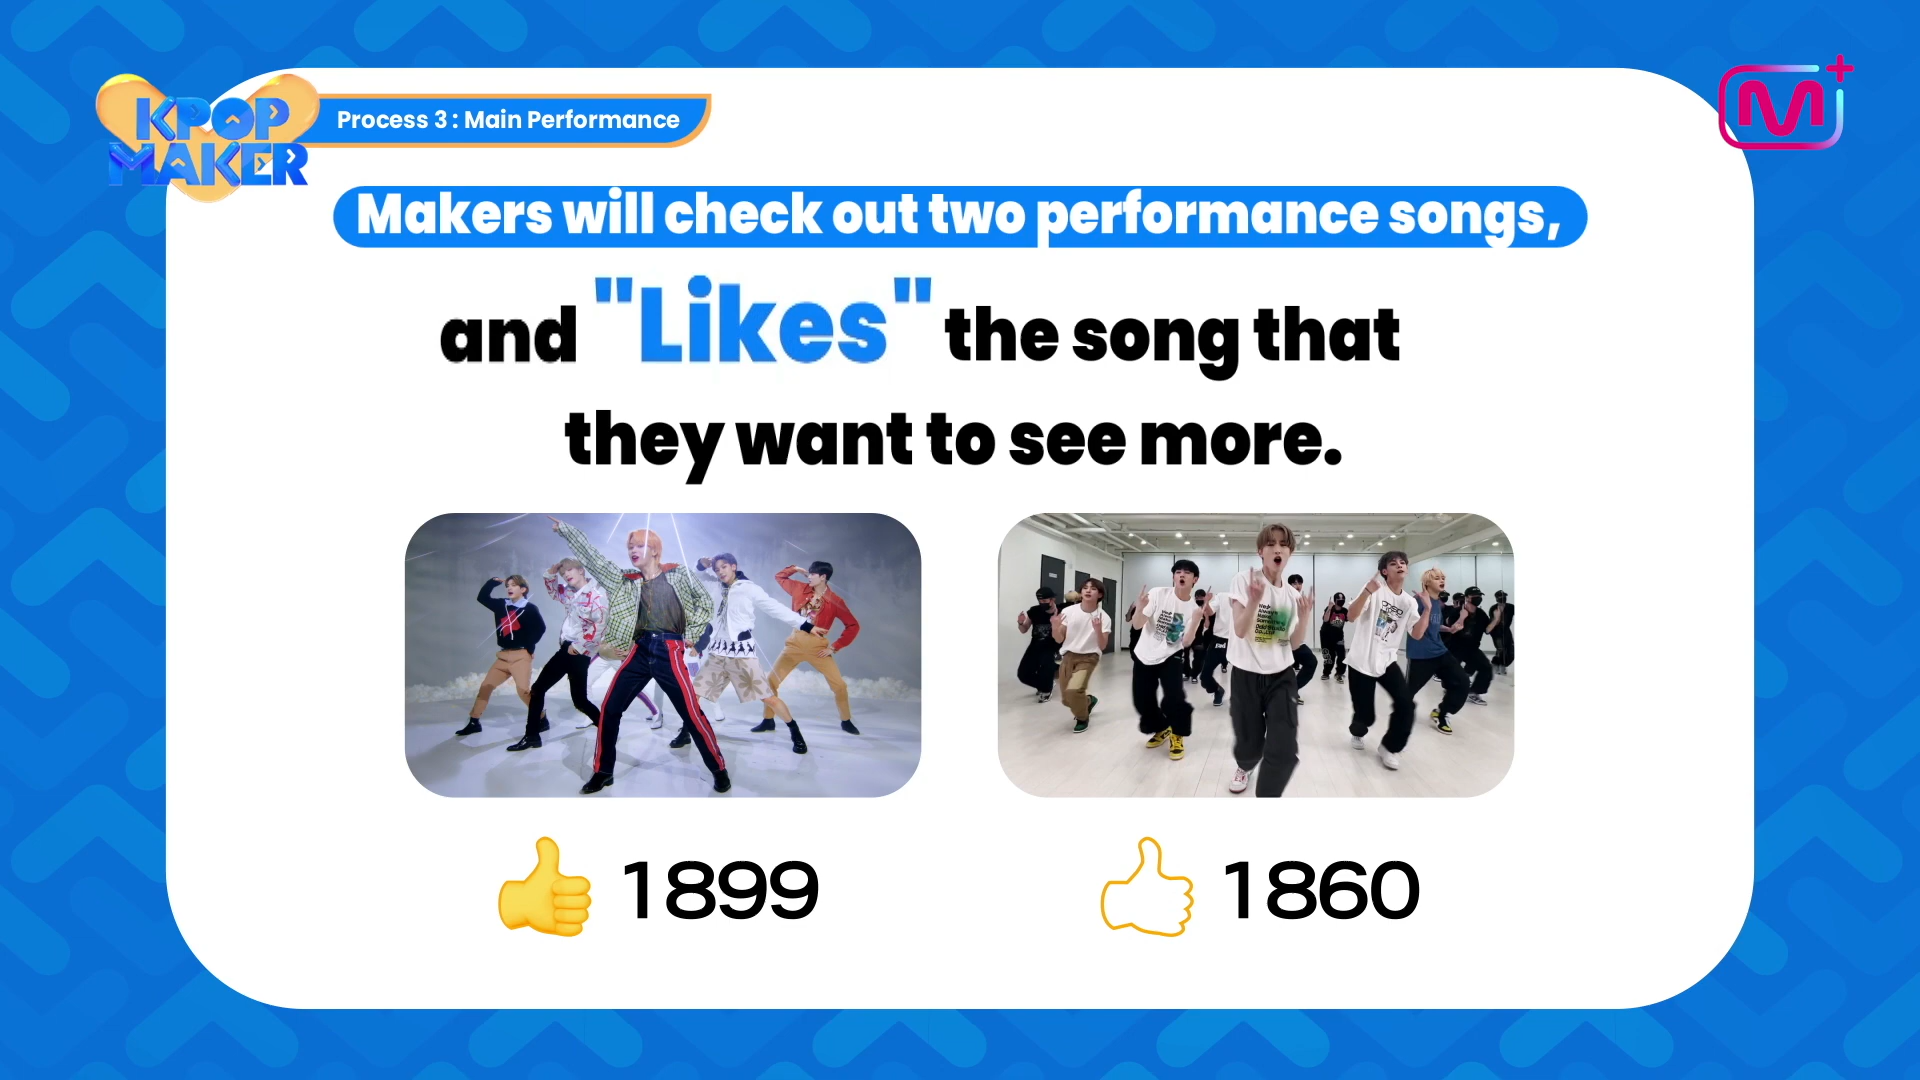 KPOP
MAKER
Process 3 : Main Performance
M+
Makers will check out two performance songs,
and "Likes" the song that
they want to see more.
1899
1860